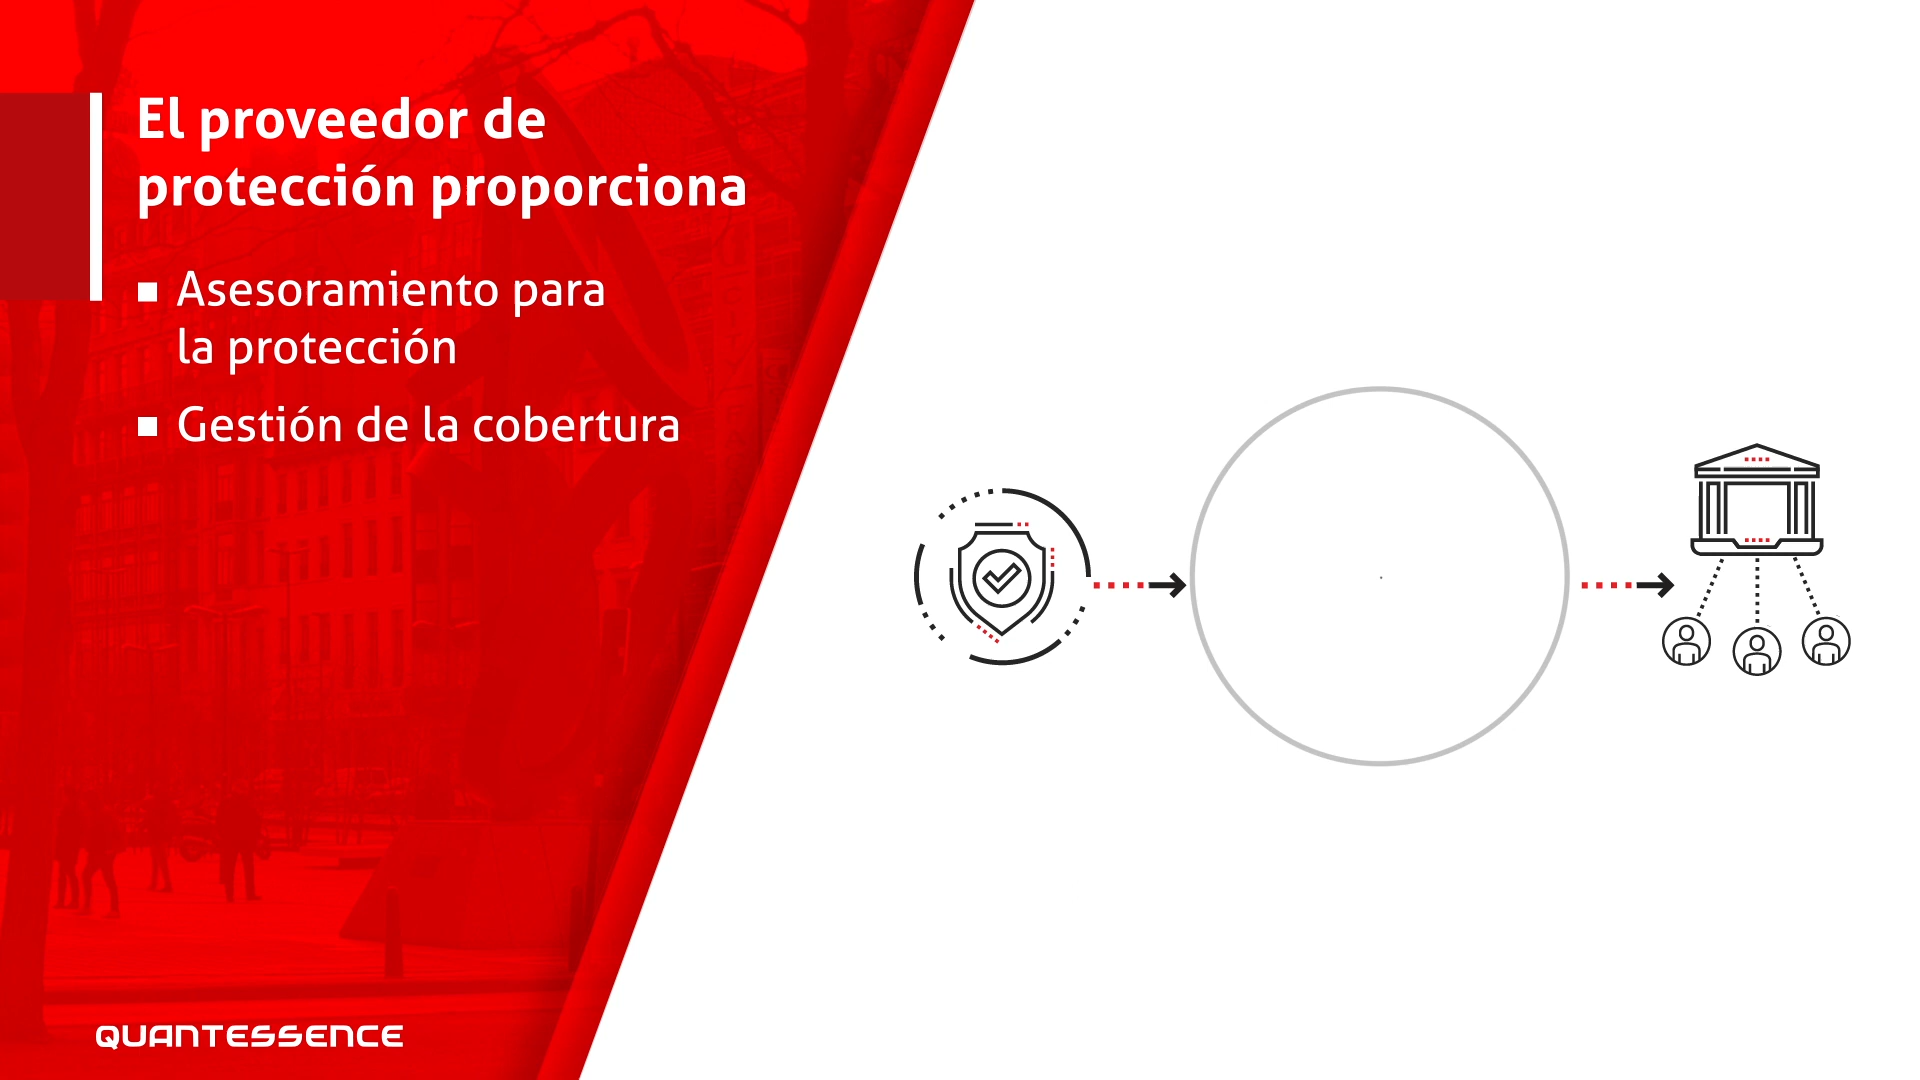 El proveedor de
protección proporciona
Asesoramiento para
la protección
Gestión de la cobertura
QUANTESSENCE